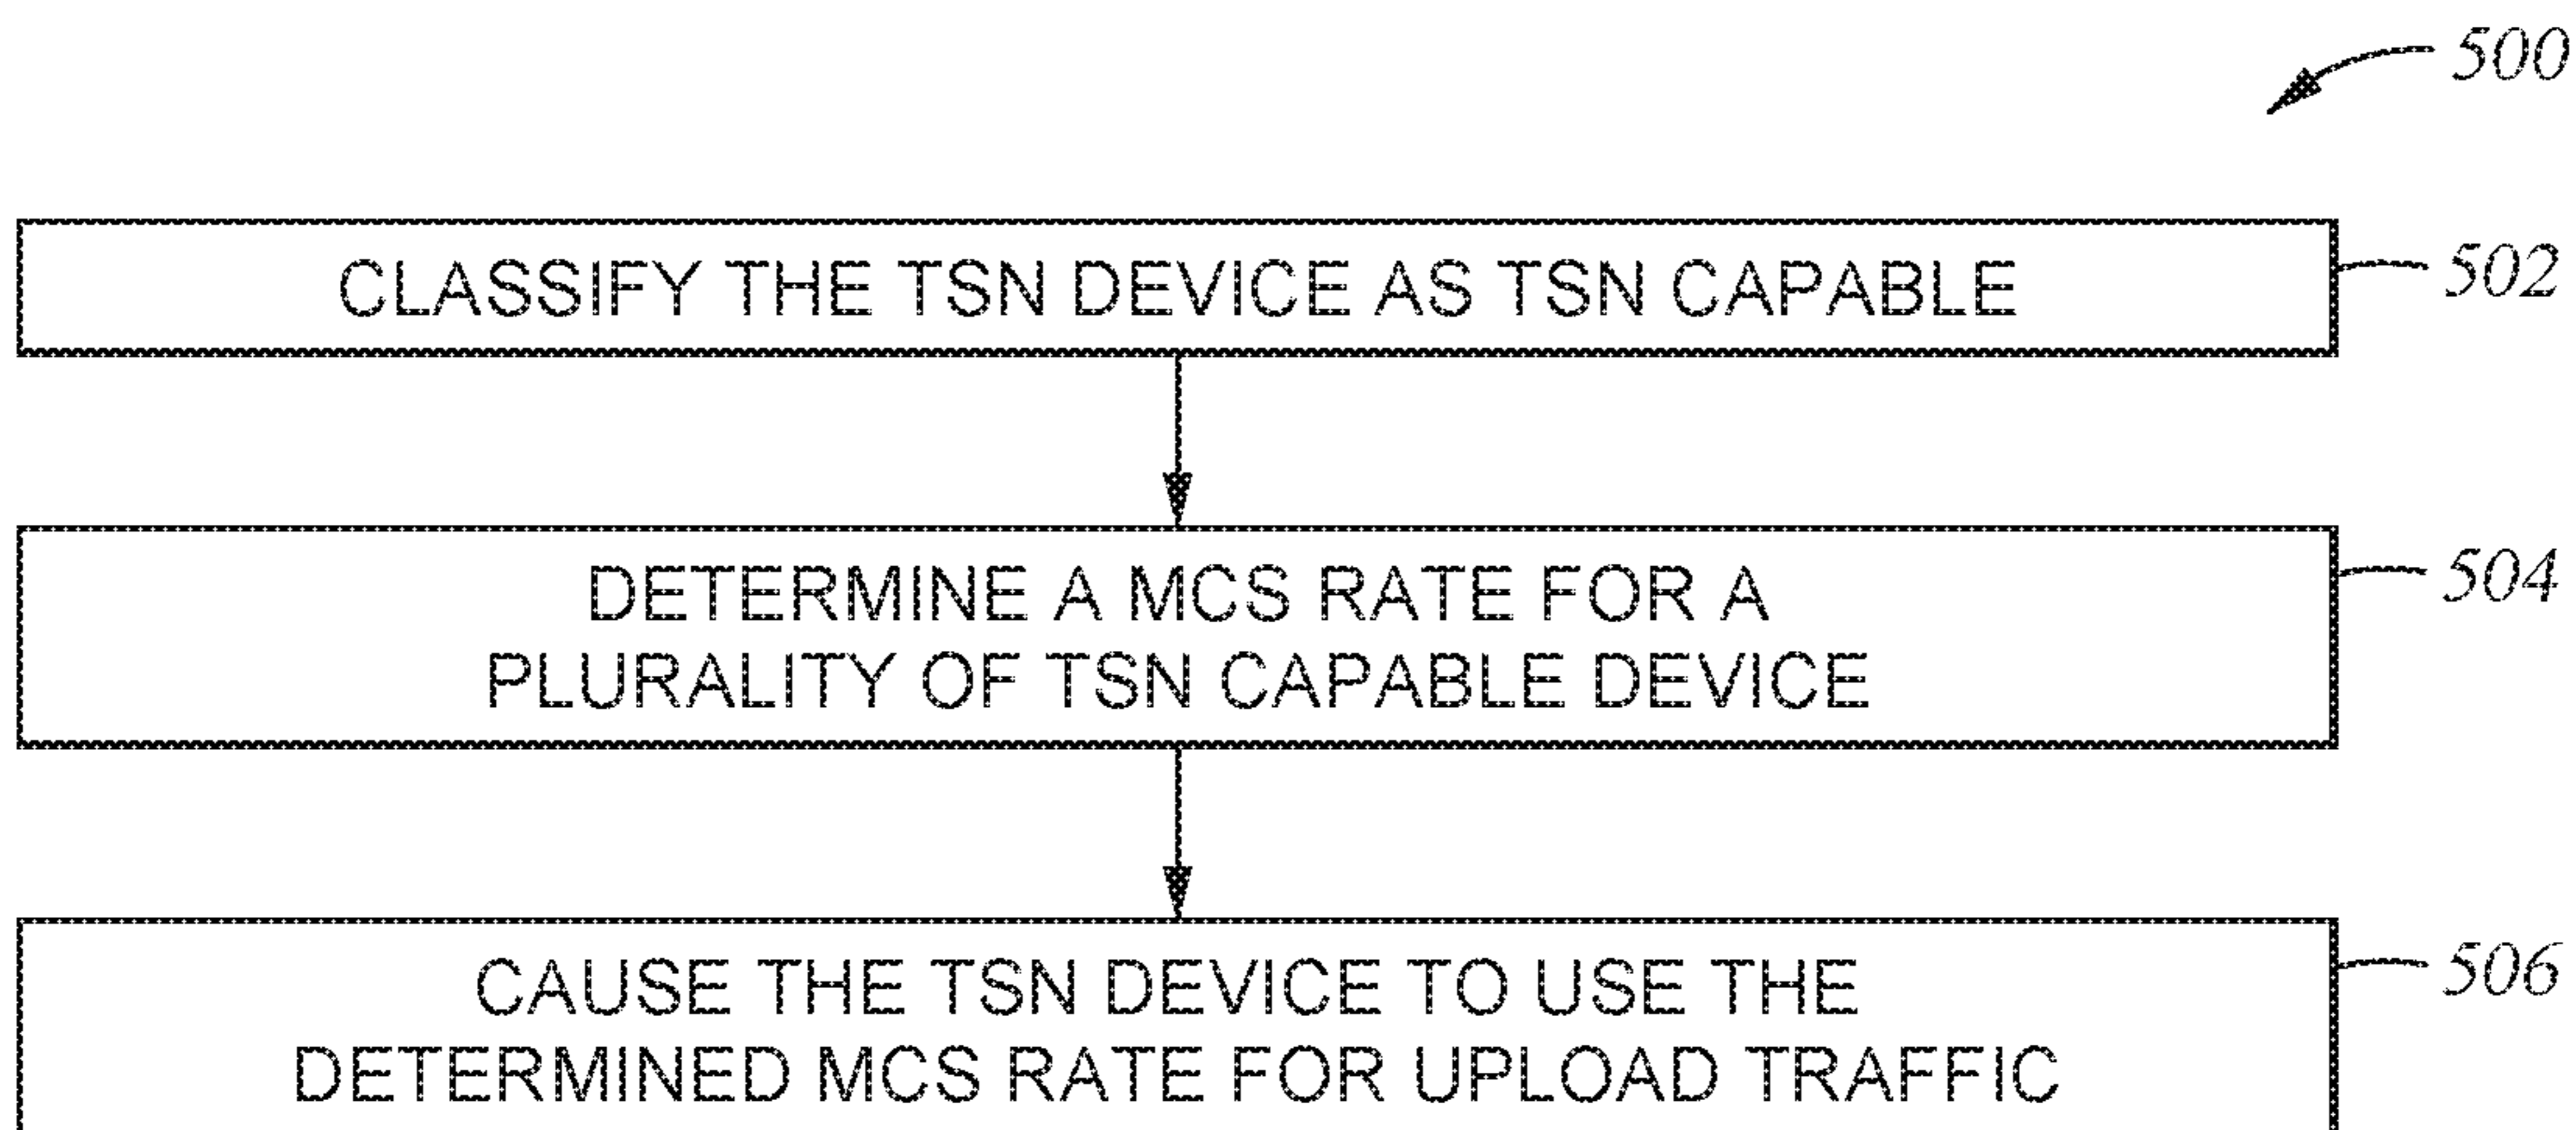 500
CLASSIFY THE TSN DEVICE AS TSN CAPABLE
502
DETERMINE A MCS RATE FOR A
PLURALITY OF TSN CAPABLE DEVICE
504
CAUSE THE TSN DEVICE TO USE THE
DETERMINED MCS RATE FOR UPLOAD TRAFFIC
506